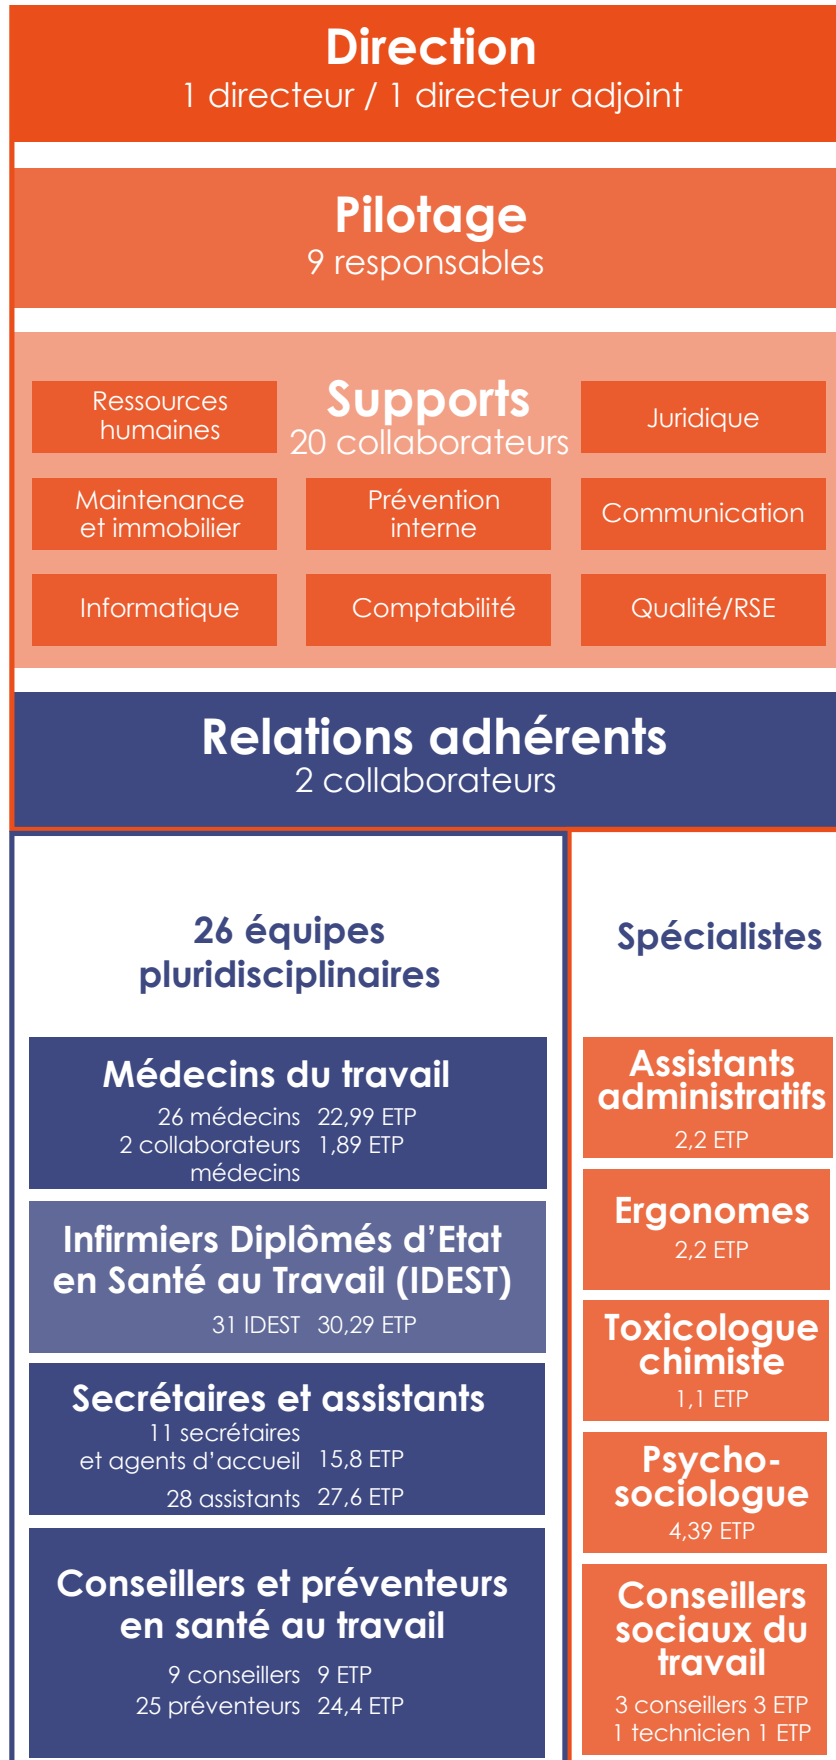 Direction
1 directeur / 1 directeur adjoint
Pilotage
9 responsables
Supports
20 collaborateurs
Ressources
humaines
Juridique
Maintenance
et immobilier
Prévention
interne
Communication
Informatique
Comptabilité
Qualité/RSE
Relations adhérents
2 collaborateurs
26 équipes
pluridisciplinaires
Médecins du travail
26 médecins 22,99 ETP
2 collaborateurs 1,89 ETP
médecins
Infirmiers Diplômés d’Etat
en Santé au Travail (IDEST)
31 IDEST 30,29 ETP
Secrétaires et assistants
11 secrétaires
et agents d’accueil 15,8 ETP
28 assistants 27,6 ETP
Conseillers et préventeurs
en santé au travail
9 conseillers 9 ETP
25 préventeurs 24,4 ETP
Spécialistes
Assistants
administratifs
2,2 ETP
Ergonomes
2,2 ETP
Toxicologue
chimiste
1,1 ETP
Psycho-
sociologue
4,39 ETP
Conseillers
sociaux du
travail
3 conseillers 3 ETP
1 technicien 1 ETP